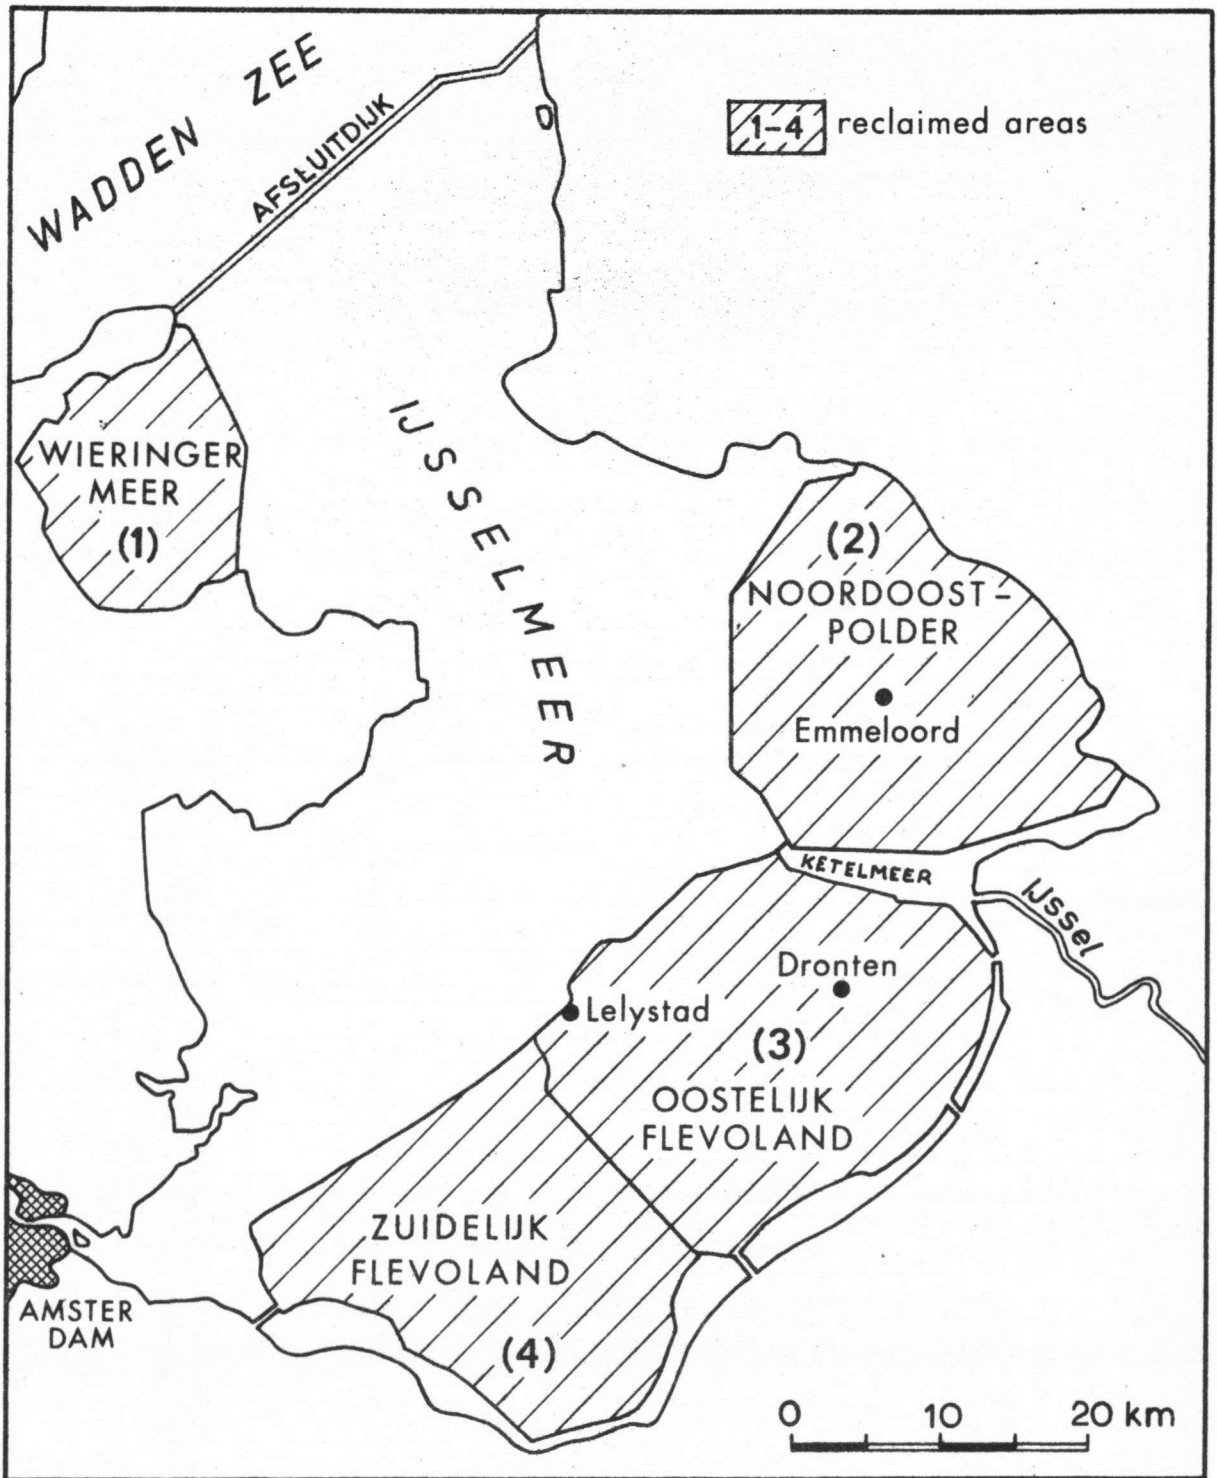 WADDEN ZEE
AFSLUITDIJK
1-4 reclaimed areas
IJSSELMEER
WIERINGER
MEER
(1)
(2)
NOORDOOST-
POLDER
Emmeloord
KETELMEER
IJssel
Dronten
Lelystad
(3)
OOSTELIJK
FLEVOLAND
ZUIDELIJK
FLEVOLAND
(4)
AMSTER
DAM
0 10 20 km